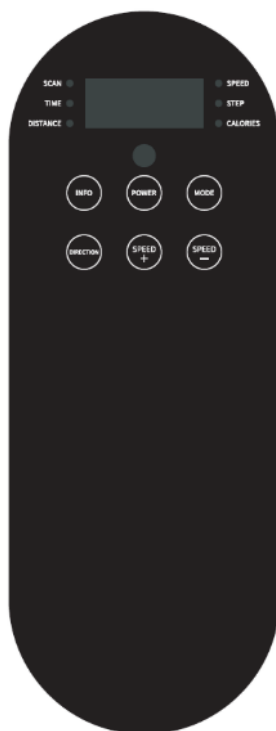 SCAN SPEED
TIME STEP
DISTANCE CALORIES
INFO POWER MODE
DIRECTION SPEED + SPEED −